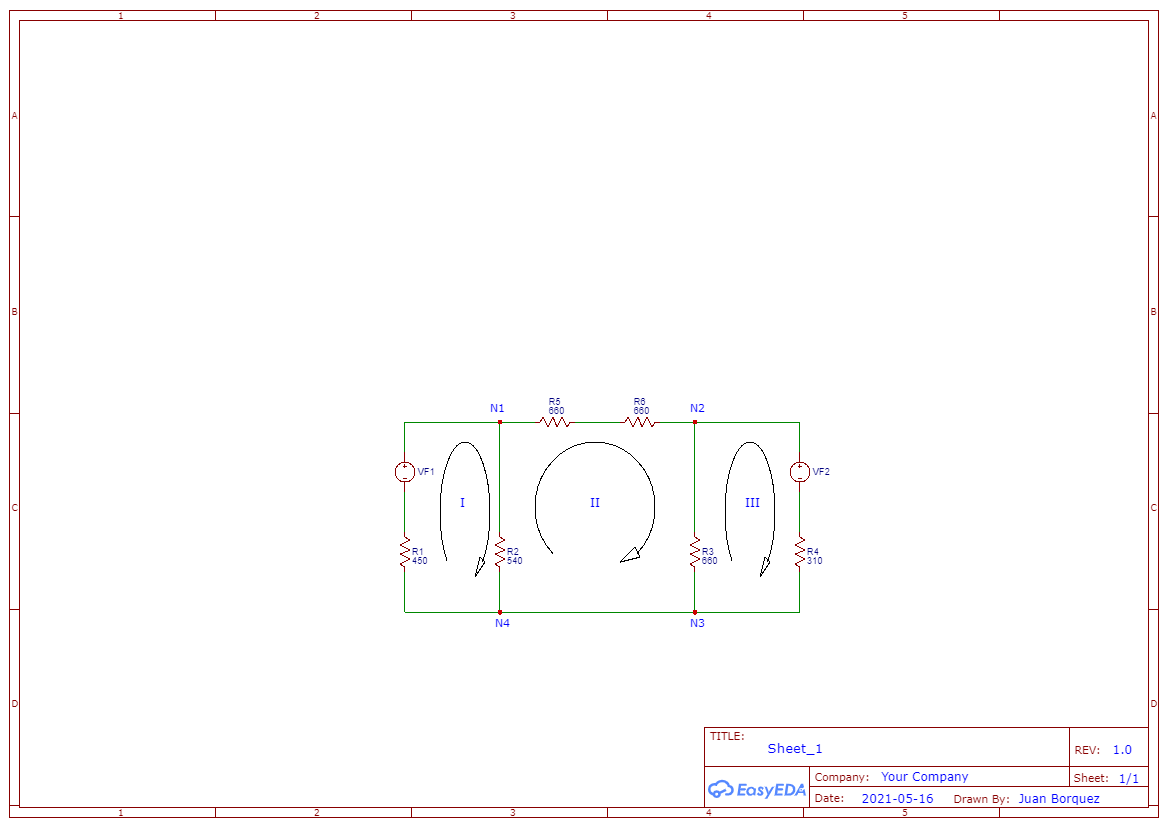 1 2 3 4 5
A A
B B
N1 R5 660 R6 660 N2
VF1 VF2
I II III
C C
R1 450 R2 540 R3 660 R4 310
N4 N3
D D
TITLE:
Sheet_1
REV: 1.0
EasyEDA
Company: Your Company
Sheet: 1/1
Date: 2021-05-16 Drawn By: Juan Borquez
1 2 3 4 5